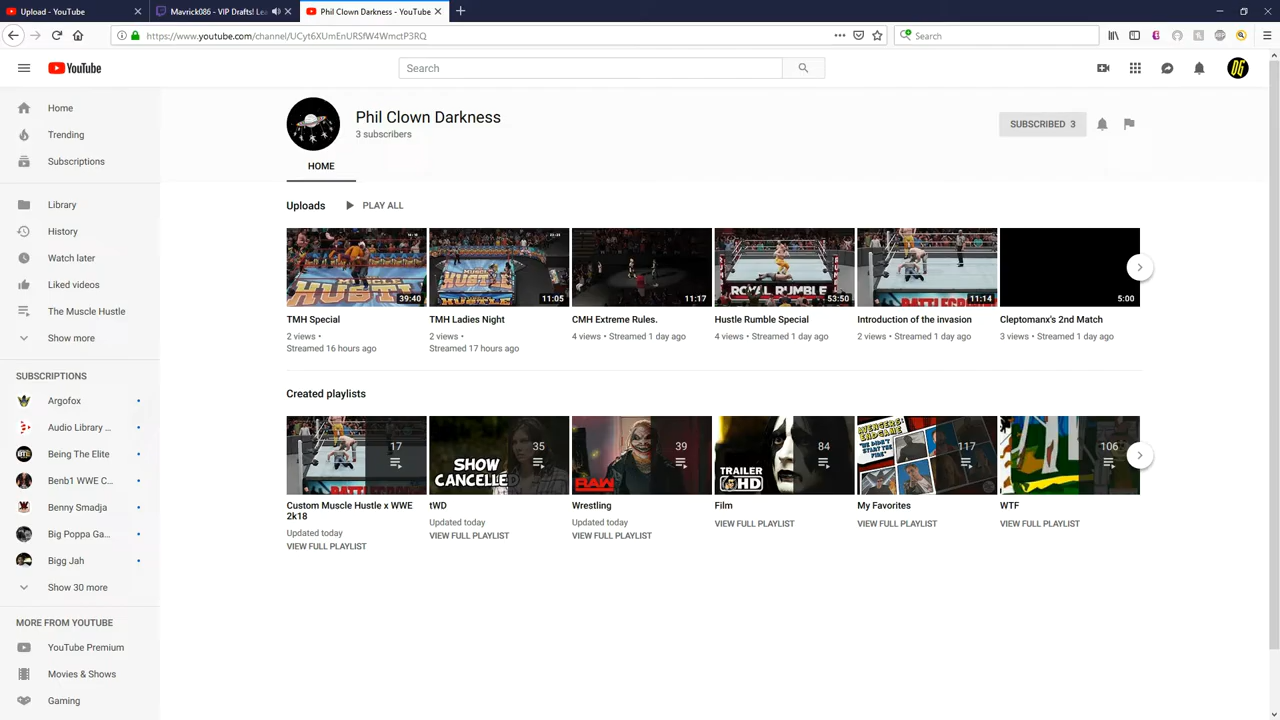 Upload - YouTube
Mavrick086 - VIP Drafts! Lea
Phil Clown Darkness - YouTube
https://www.youtube.com/channel/UCyt6XUmEnURSfW4WmctP3RQ
Search
YouTube
Search
Home
Trending
Subscriptions
Library
History
Watch later
Liked videos
The Muscle Hustle
Show more
SUBSCRIPTIONS
Argofox
Audio Library ...
Being The Elite
Benb1 WWE C...
Benny Smadja
Big Poppa Ga...
Bigg Jah
Show 30 more
MORE FROM YOUTUBE
YouTube Premium
Movies & Shows
Gaming
Phil Clown Darkness
3 subscribers
SUBSCRIBED 3
HOME
Uploads
PLAY ALL
39:40
11:05
11:17
ROYAL RUMBLE
53:50
11:14
5:00
TMH Special
2 views •
Streamed 16 hours ago
TMH Ladies Night
2 views •
Streamed 17 hours ago
CMH Extreme Rules.
4 views • Streamed 1 day ago
Hustle Rumble Special
4 views • Streamed 1 day ago
Introduction of the invasion
2 views • Streamed 1 day ago
Cleptomanx's 2nd Match
3 views • Streamed 1 day ago
Created playlists
17
SHOW
CANCELLED
35
RAW
39
TRAILER
HD
84
AVENGERS:
ENDGAME
"WE DIDN'T
START THE
FIRE"
117
106
Custom Muscle Hustle x WWE
2k18
Updated today
VIEW FULL PLAYLIST
tWD
Updated today
VIEW FULL PLAYLIST
Wrestling
Updated today
VIEW FULL PLAYLIST
Film
VIEW FULL PLAYLIST
My Favorites
VIEW FULL PLAYLIST
WTF
VIEW FULL PLAYLIST